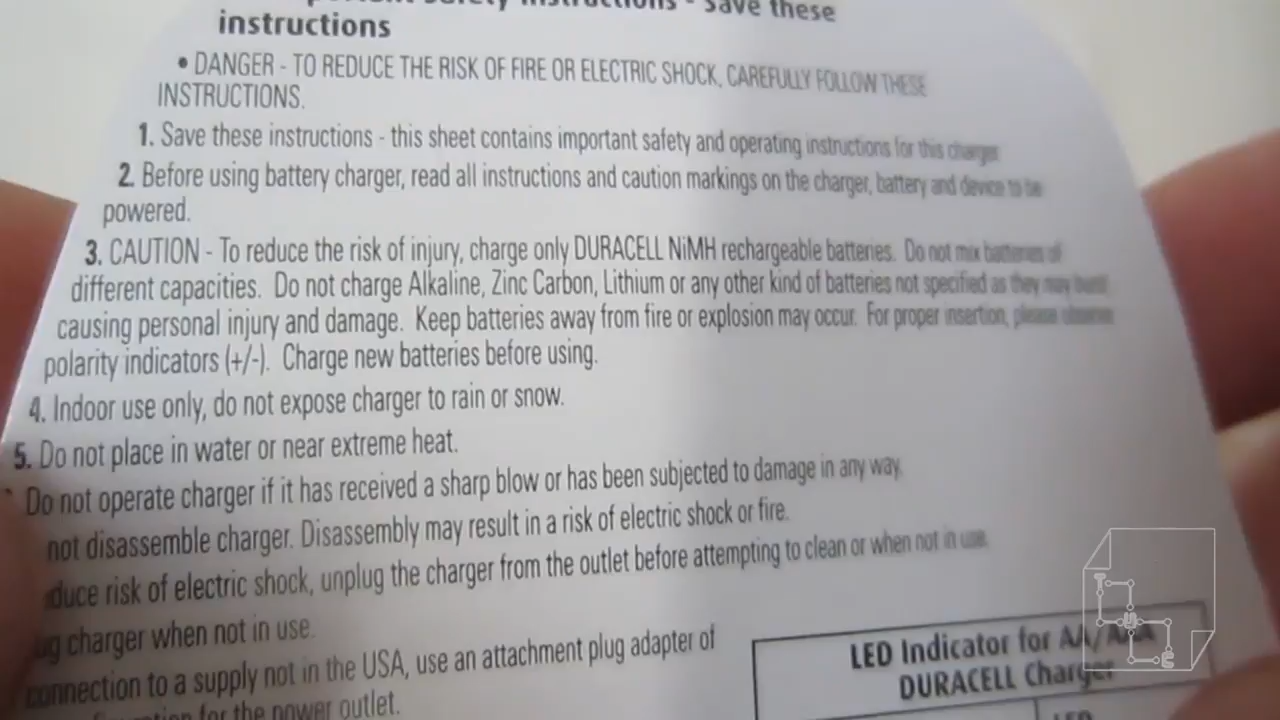 instructions - Save these
instructions
• DANGER - TO REDUCE THE RISK OF FIRE OR ELECTRIC SHOCK, CAREFULLY FOLLOW THESE
INSTRUCTIONS.
1. Save these instructions - this sheet contains important safety and operating instructions for this charger
2. Before using battery charger, read all instructions and caution markings on the charger, battery and device to be
powered.
3. CAUTION - To reduce the risk of injury, charge only DURACELL NiMH rechargeable batteries. Do not mix batteries of
different capacities. Do not charge Alkaline, Zinc Carbon, Lithium or any other kind of batteries not specified as they may burst
causing personal injury and damage. Keep batteries away from fire or explosion may occur. For proper insertion, please observe
polarity indicators (+/-). Charge new batteries before using.
4. Indoor use only, do not expose charger to rain or snow.
5. Do not place in water or near extreme heat.
Do not operate charger if it has received a sharp blow or has been subjected to damage in any way.
not disassemble charger. Disassembly may result in a risk of electric shock or fire.
duce risk of electric shock, unplug the charger from the outlet before attempting to clean or when not in use.
ug charger when not in use.
connection to a supply not in the USA, use an attachment plug adapter of
for the power outlet.
LED Indicator for AA/AAA
DURACELL Charger
LED